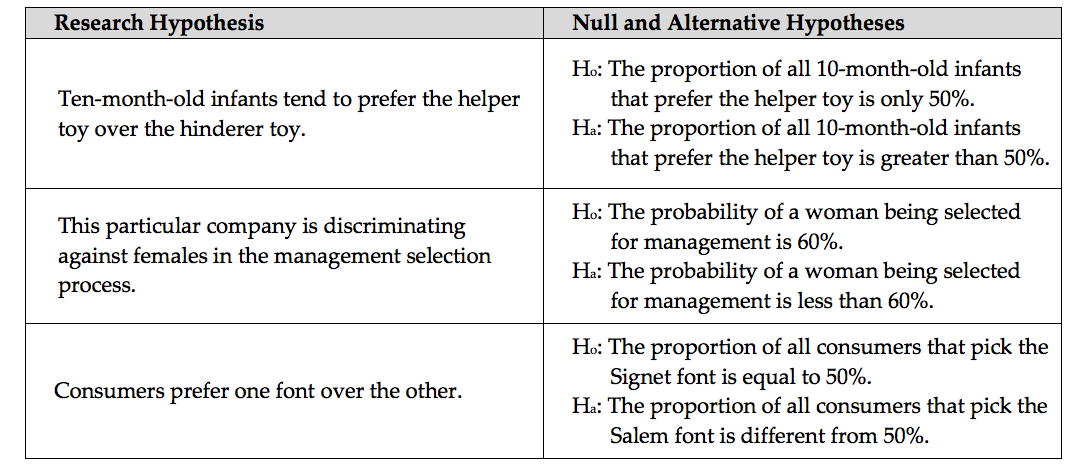 Research Hypothesis
Null and Alternative Hypotheses
Ten-month-old infants tend to prefer the helper
toy over the hinderer toy.
Ho: The proportion of all 10-month-old infants
that prefer the helper toy is only 50%.
Ha: The proportion of all 10-month-old infants
that prefer the helper toy is greater than 50%.
This particular company is discriminating
against females in the management selection
process.
Ho: The probability of a woman being selected
for management is 60%.
Ha: The probability of a woman being selected
for management is less than 60%.
Consumers prefer one font over the other.
Ho: The proportion of all consumers that pick the
Signet font is equal to 50%.
Ha: The proportion of all consumers that pick the
Salem font is different from 50%.